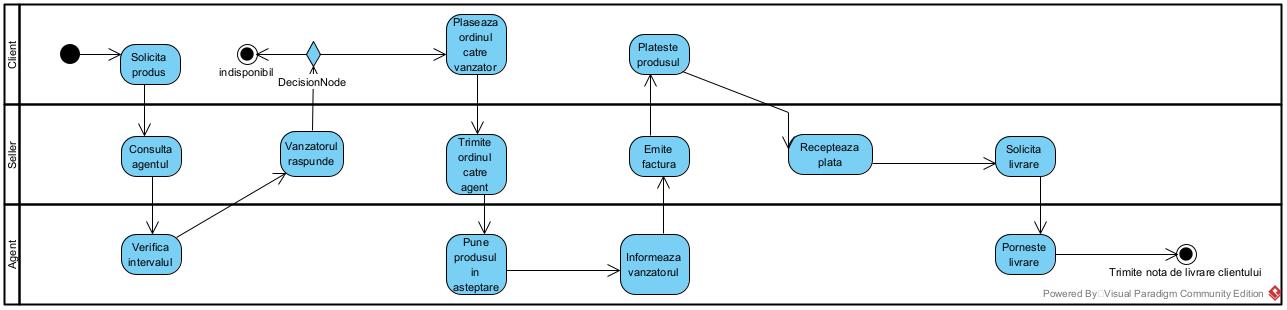 Client
Solicita
produs
indisponibil
DecisionNode
Plaseaza
ordinul
catre
vanzator
Plateste
produsul
Seller
Consulta
agentul
Vanzatorul
raspunde
Trimite
ordinul
catre
agent
Emite
factura
Recepteaza
plata
Solicita
livrare
Agent
Verifica
intervalul
Pune
produsul
in
asteptare
Informeaza
vanzatorul
Porneste
livrare
Trimite nota de livrare clientului
Powered By Visual Paradigm Community Edition